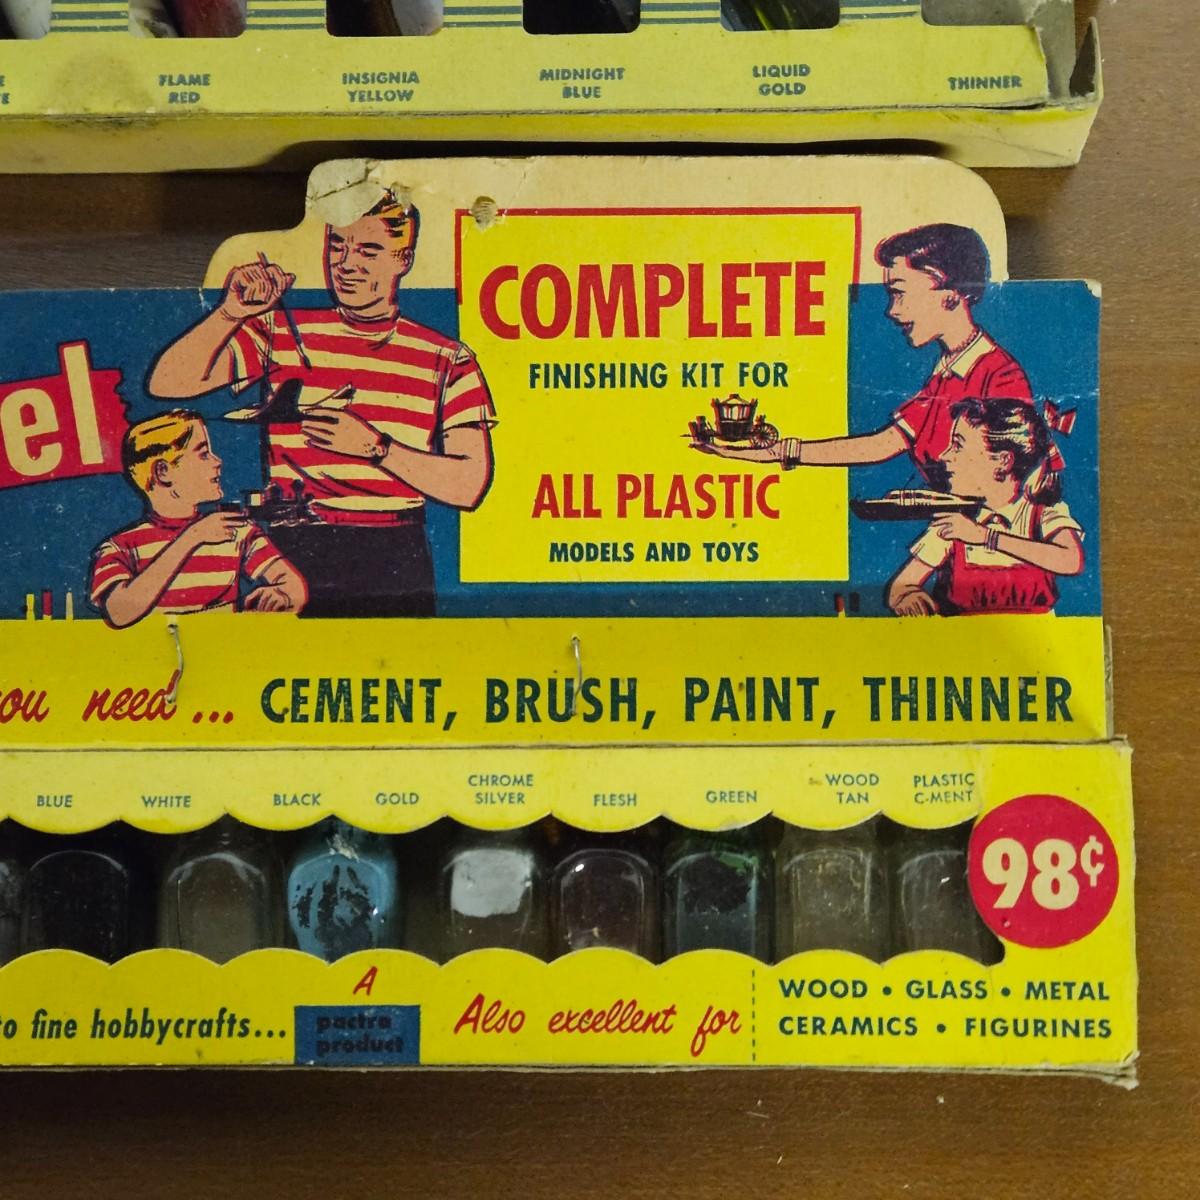 FLAME
RED
INSIGNIA
YELLOW
MIDNIGHT
BLUE
LIQUID
GOLD
THINNER
el
COMPLETE
FINISHING KIT FOR
ALL PLASTIC
MODELS AND TOYS
ou need... CEMENT, BRUSH, PAINT, THINNER
BLUE
WHITE
BLACK
GOLD
CHROME
SILVER
FLESH
GREEN
WOOD
TAN
PLASTIC
C-MENT
98¢
to fine hobbycrafts...
A
pactra
product
Also excellent for
WOOD • GLASS • METAL
CERAMICS • FIGURINES